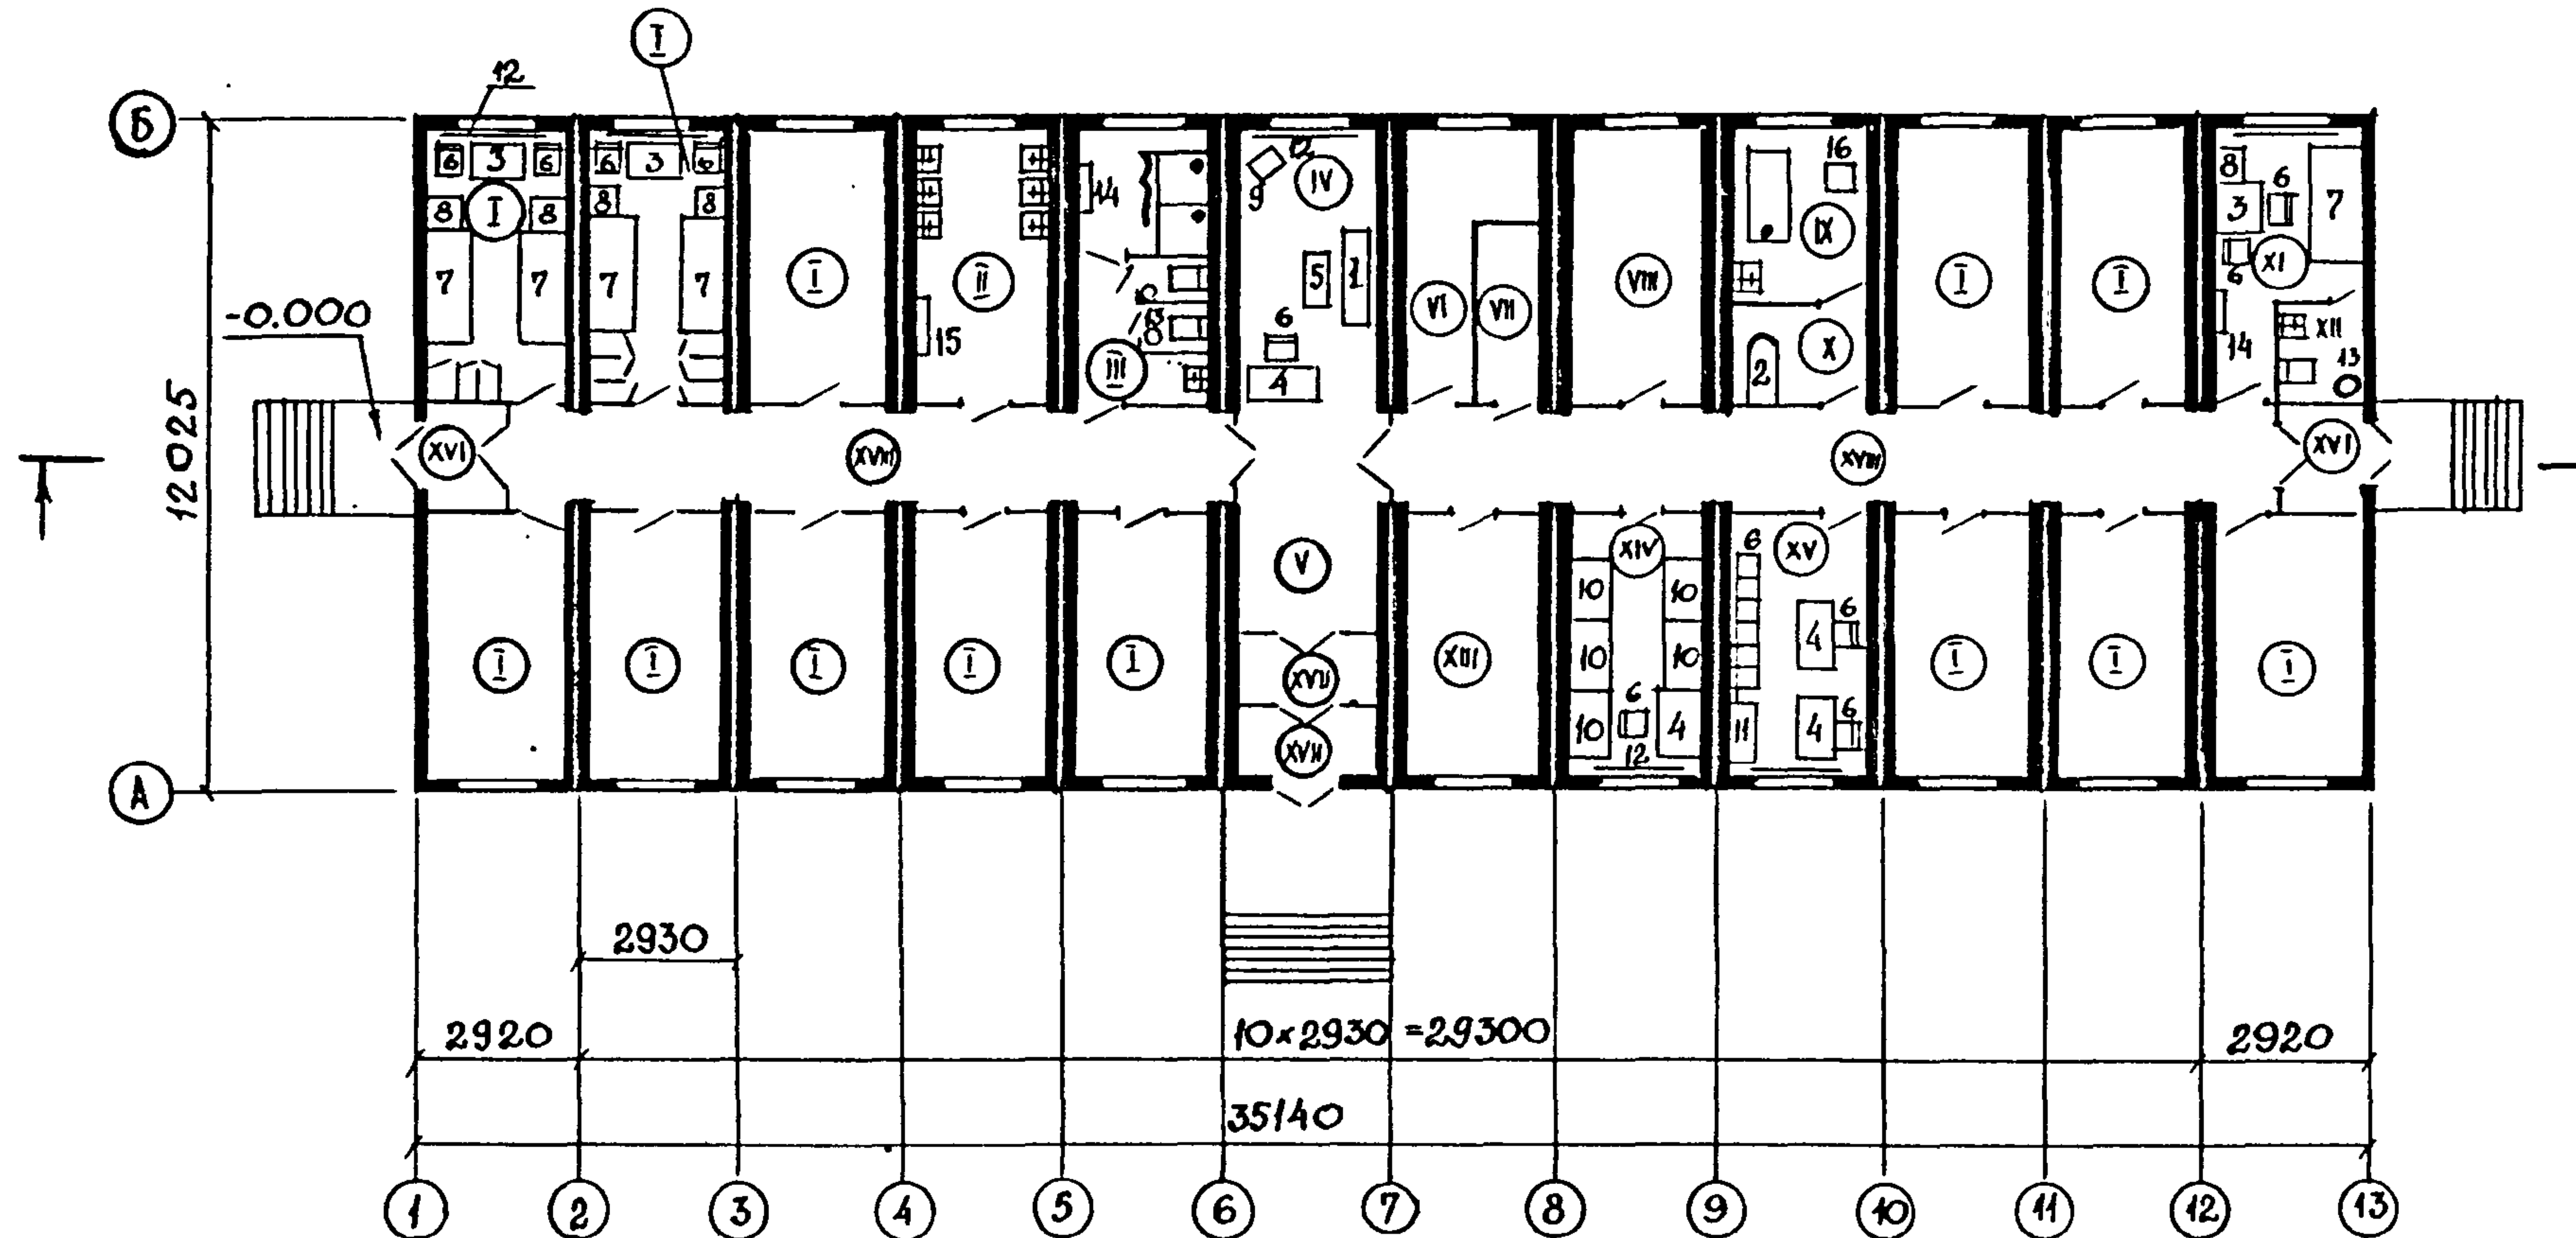 I
12
Б
6 3 6 6 3 6 14 12 IV 16 8 6
8 I 8 8 8 9 IX 3 7
7 7 7 7 I II 5 1 VI VII VIII I I 6 XI
-0.000 15 13 6 XII
8 III 4 X 2 14 13
12025
XVI XVIII XVIII XVI
V XIV 6 XV
10 10 6
I I I I I XIII 10 10 4 I I I
XVII 6 6
XVII 10 4 11 4
12
А
2930
2920 10×2930=29300 2920
35140
1 2 3 4 5 6 7 8 9 10 11 12 13